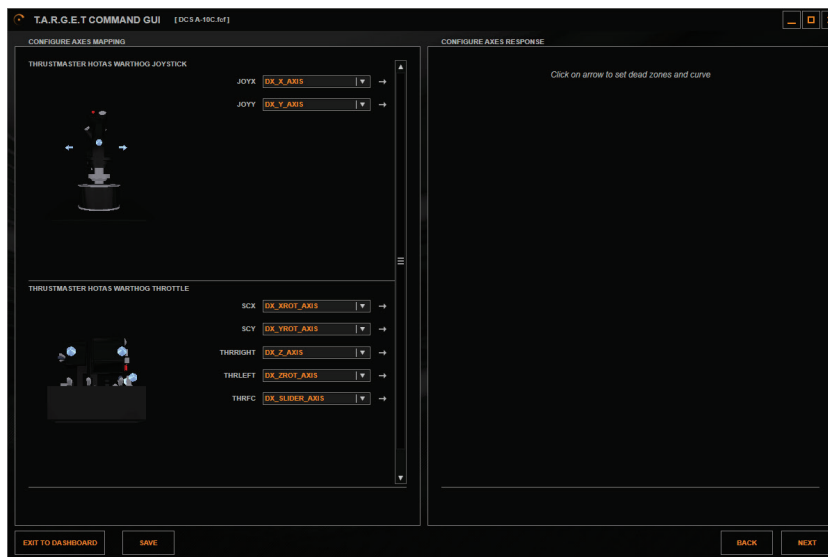 T.A.R.G.E.T COMMAND GUI [ DCS A-10C.fcf ]
CONFIGURE AXES MAPPING
THRUSTMASTER HOTAS WARTHOG JOYSTICK
JOYX DX_X_AXIS
JOYY DX_Y_AXIS
THRUSTMASTER HOTAS WARTHOG THROTTLE
SCX DX_XROT_AXIS
SCY DX_YROT_AXIS
THRRIGHT DX_Z_AXIS
THRLEFT DX_ZROT_AXIS
THRFC DX_SLIDER_AXIS
CONFIGURE AXES RESPONSE
Click on arrow to set dead zones and curve
EXIT TO DASHBOARD SAVE BACK NEXT